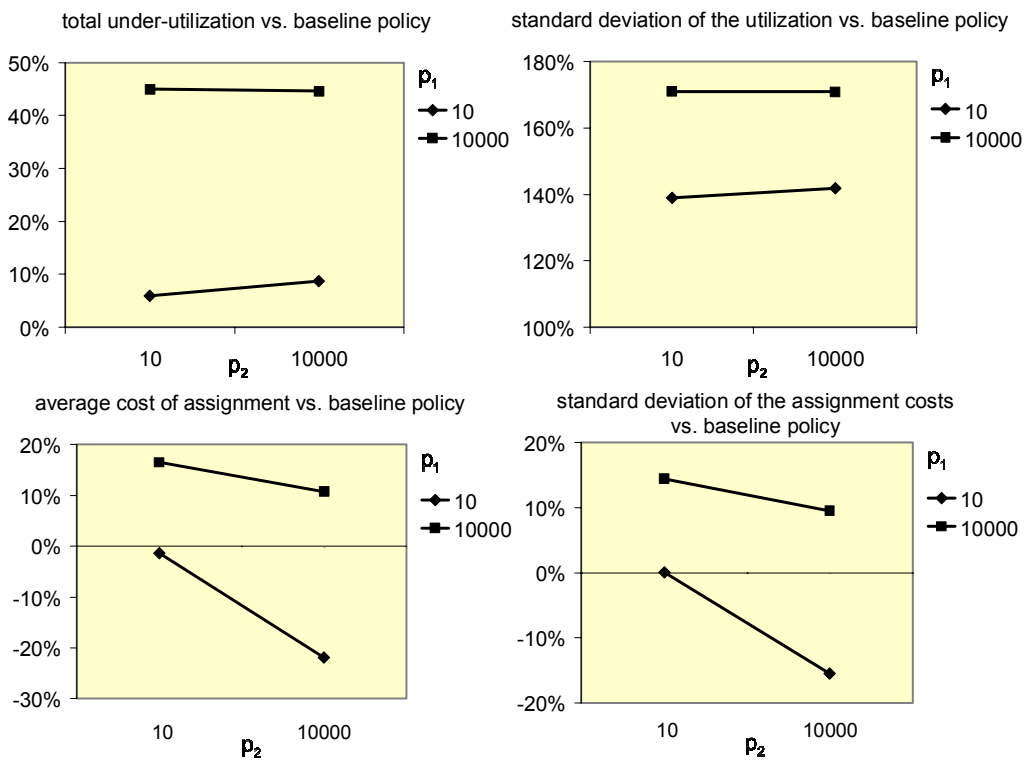 total under-utilization vs. baseline policy
50%
40%
30%
20%
10%
0%
10
10000
p2
p1
10
10000
standard deviation of the utilization vs. baseline policy
180%
160%
140%
120%
100%
10
10000
p2
p1
10
10000
average cost of assignment vs. baseline policy
20%
10%
0%
-10%
-20%
-30%
10
10000
p2
p1
10
10000
standard deviation of the assignment costs
vs. baseline policy
20%
10%
0%
-10%
-20%
10
10000
p2
p1
10
10000